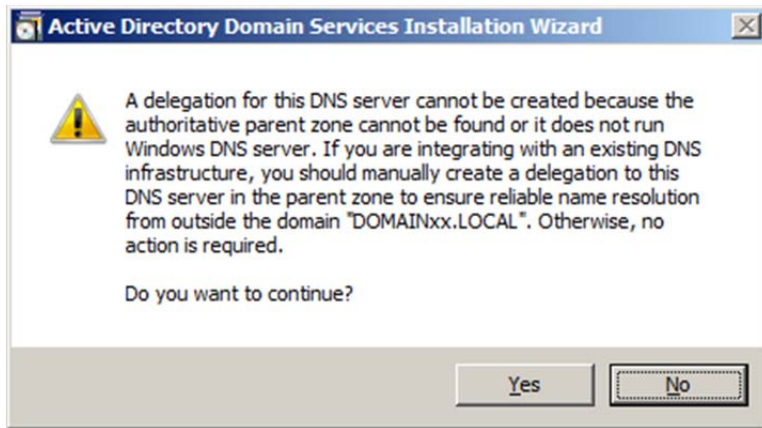 Active Directory Domain Services Installation Wizard
A delegation for this DNS server cannot be created because the
authoritative parent zone cannot be found or it does not run
Windows DNS server. If you are integrating with an existing DNS
infrastructure, you should manually create a delegation to this
DNS server in the parent zone to ensure reliable name resolution
from outside the domain "DOMAINxx.LOCAL". Otherwise, no
action is required.
Do you want to continue?
Yes No